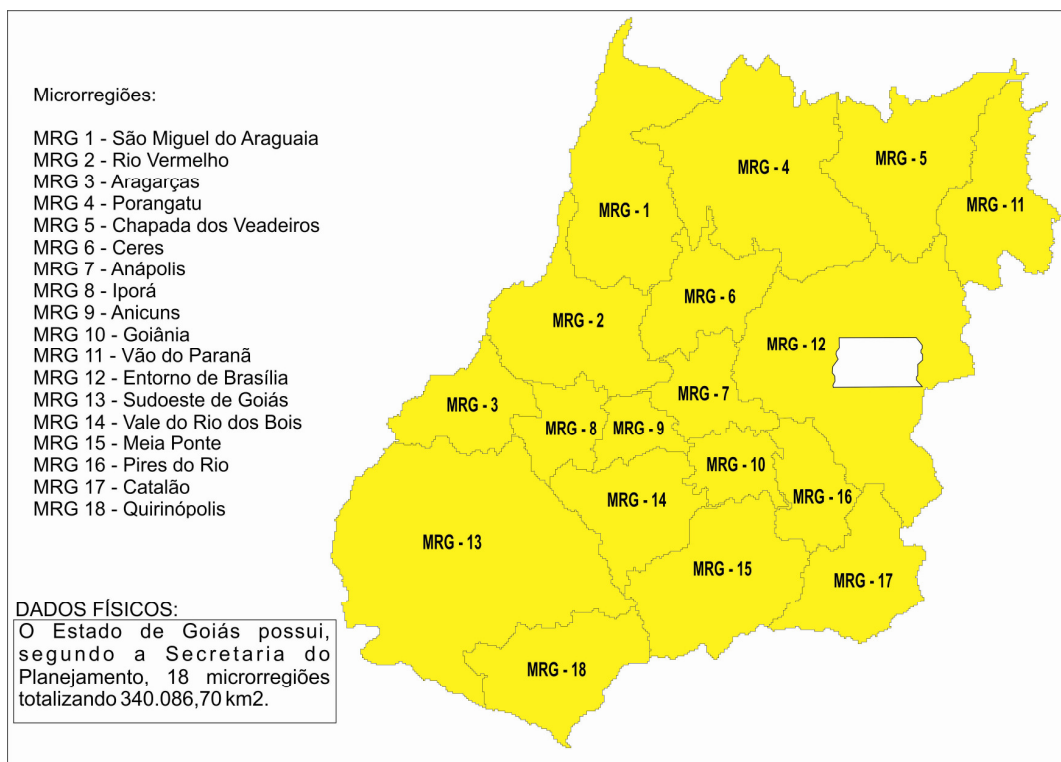 Microrregiões:
MRG 1 - São Miguel do Araguaia
MRG 2 - Rio Vermelho
MRG 3 - Aragarças
MRG 4 - Porangatu
MRG 5 - Chapada dos Veadeiros
MRG 6 - Ceres
MRG 7 - Anápolis
MRG 8 - Iporá
MRG 9 - Anicuns
MRG 10 - Goiânia
MRG 11 - Vão do Paranã
MRG 12 - Entorno de Brasília
MRG 13 - Sudoeste de Goiás
MRG 14 - Vale do Rio dos Bois
MRG 15 - Meia Ponte
MRG 16 - Pires do Rio
MRG 17 - Catalão
MRG 18 - Quirinópolis
DADOS FÍSICOS:
O Estado de Goiás possui,
segundo a Secretaria do
Planejamento, 18 microrregiões
totalizando 340.086,70 km2.
MRG - 4
MRG - 5
MRG - 1
MRG - 11
MRG - 6
MRG - 2
MRG - 12
MRG - 7
MRG - 3
MRG - 8
MRG - 9
MRG - 10
MRG - 14
MRG - 16
MRG - 13
MRG - 15
MRG - 17
MRG - 18